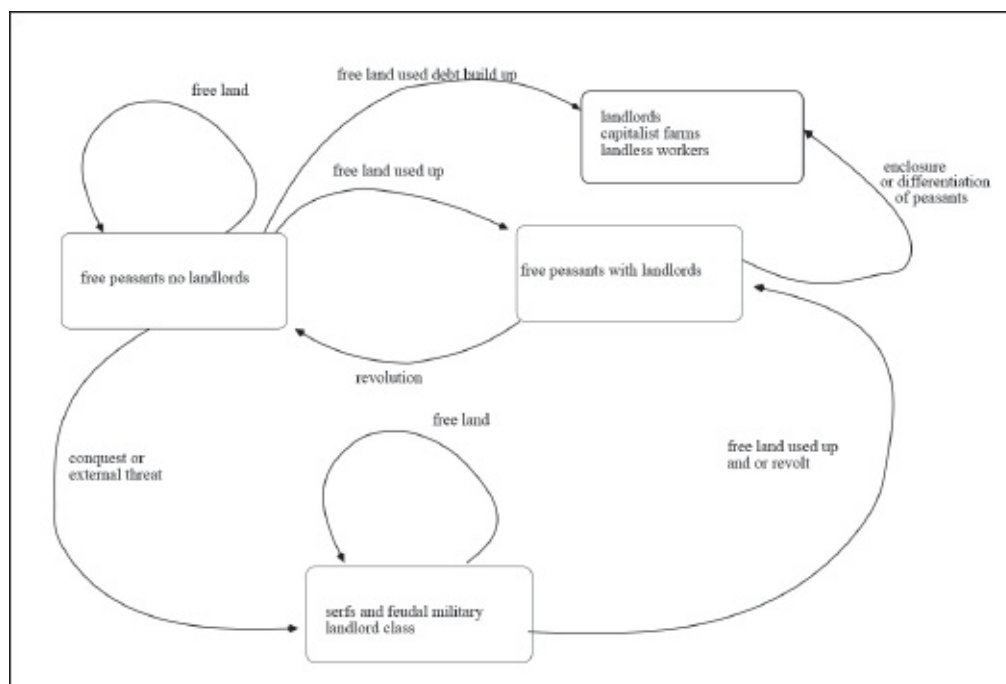 free land used debt build up
free land
landlords
capitalist farms
landless workers
free land used up
enclosure
or differentiation
of peasants
free peasants no landlords
free peasants with landlords
revolution
free land
conquest or
external threat
free land used up
and or revolt
serfs and feudal military
landlord class